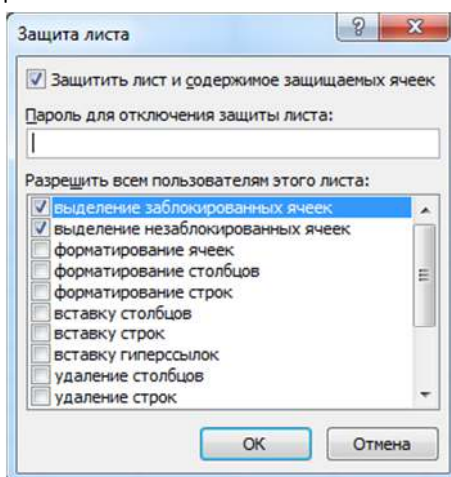 Защита листа
Защитить лист и содержимое защищаемых ячеек
Пароль для отключения защиты листа:
Разрешить всем пользователям этого листа:
выделение заблокированных ячеек
выделение незаблокированных ячеек
форматирование ячеек
форматирование столбцов
форматирование строк
вставку столбцов
вставку строк
вставку гиперссылок
удаление столбцов
удаление строк
ОК
Отмена